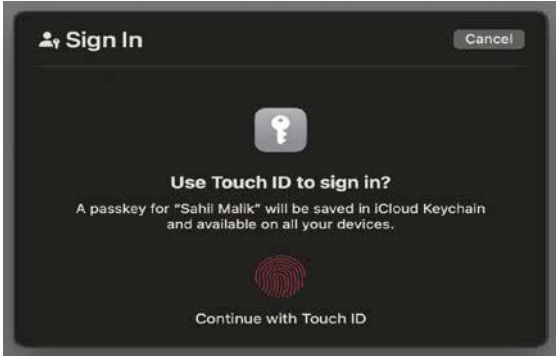 Sign In
Cancel
Use Touch ID to sign in?
A passkey for "Sahil Malik" will be saved in iCloud Keychain
and available on all your devices.
Continue with Touch ID